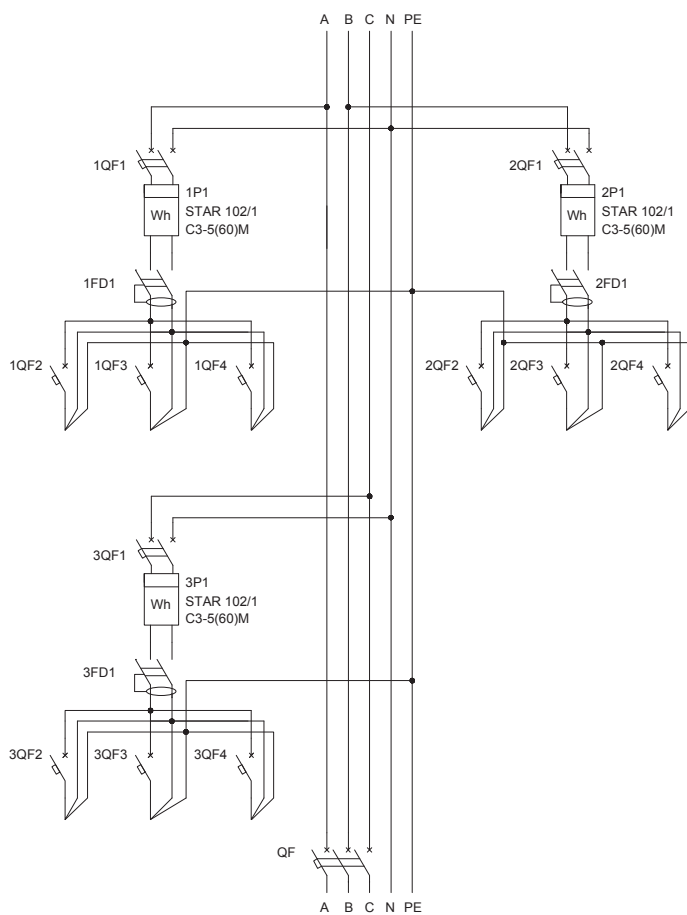 A B C N PE
1QF1
1P1
Wh
STAR 102/1
C3-5(60)M
2QF1
2P1
Wh
STAR 102/1
C3-5(60)M
1FD1
2FD1
1QF2 1QF3 1QF4
2QF2 2QF3 2QF4
3QF1
3P1
Wh
STAR 102/1
C3-5(60)M
3FD1
3QF2 3QF3 3QF4
QF
A B C N PE